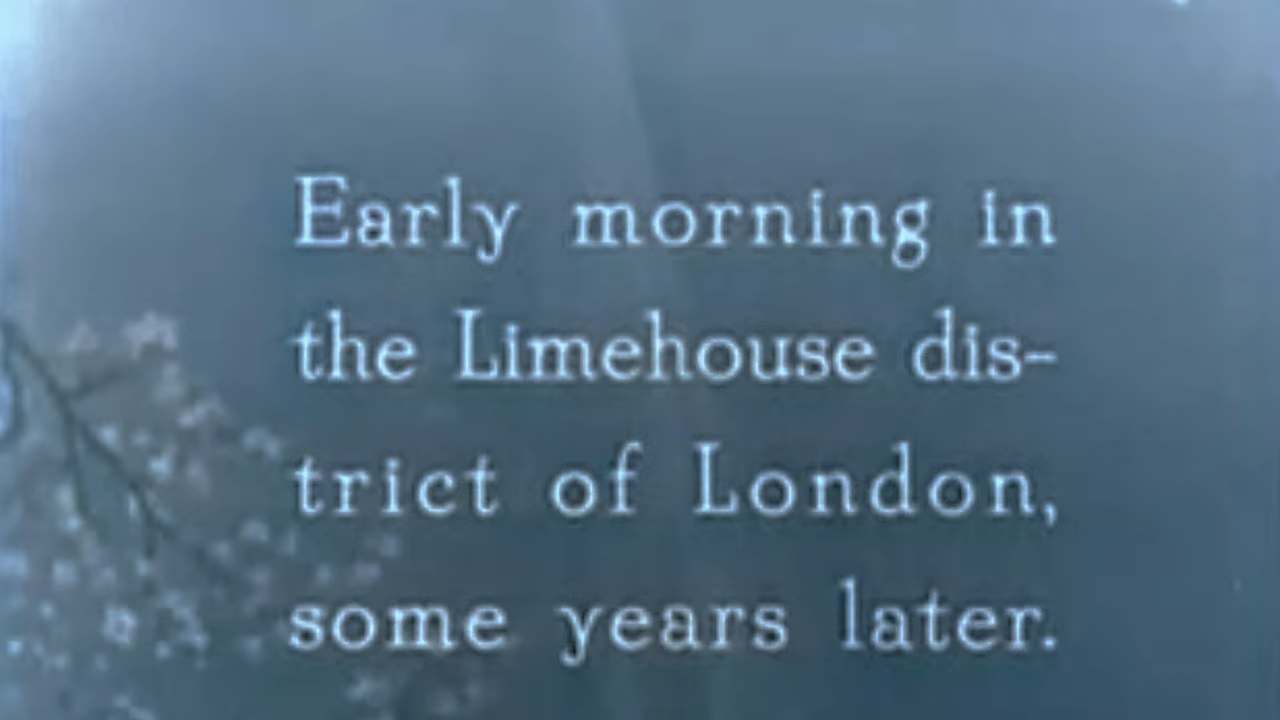 Early morning in
the Limehouse dis-
trict of London,
some years later.